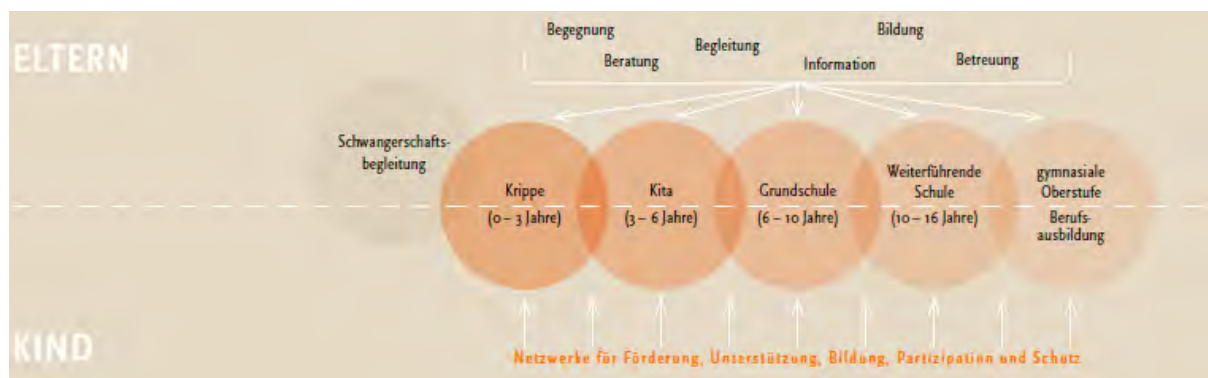 ELTERN
Begegnung
Bildung
Begleitung
Beratung
Information
Betreuung
Schwangerschafts-
begleitung
Krippe
(0 – 3 Jahre)
Kita
(3 – 6 Jahre)
Grundschule
(6 – 10 Jahre)
Weiterführende
Schule
(10 – 16 Jahre)
gymnasiale
Oberstufe
Berufs-
ausbildung
KIND
Netzwerke für Förderung, Unterstützung, Bildung, Partizipation und Schutz